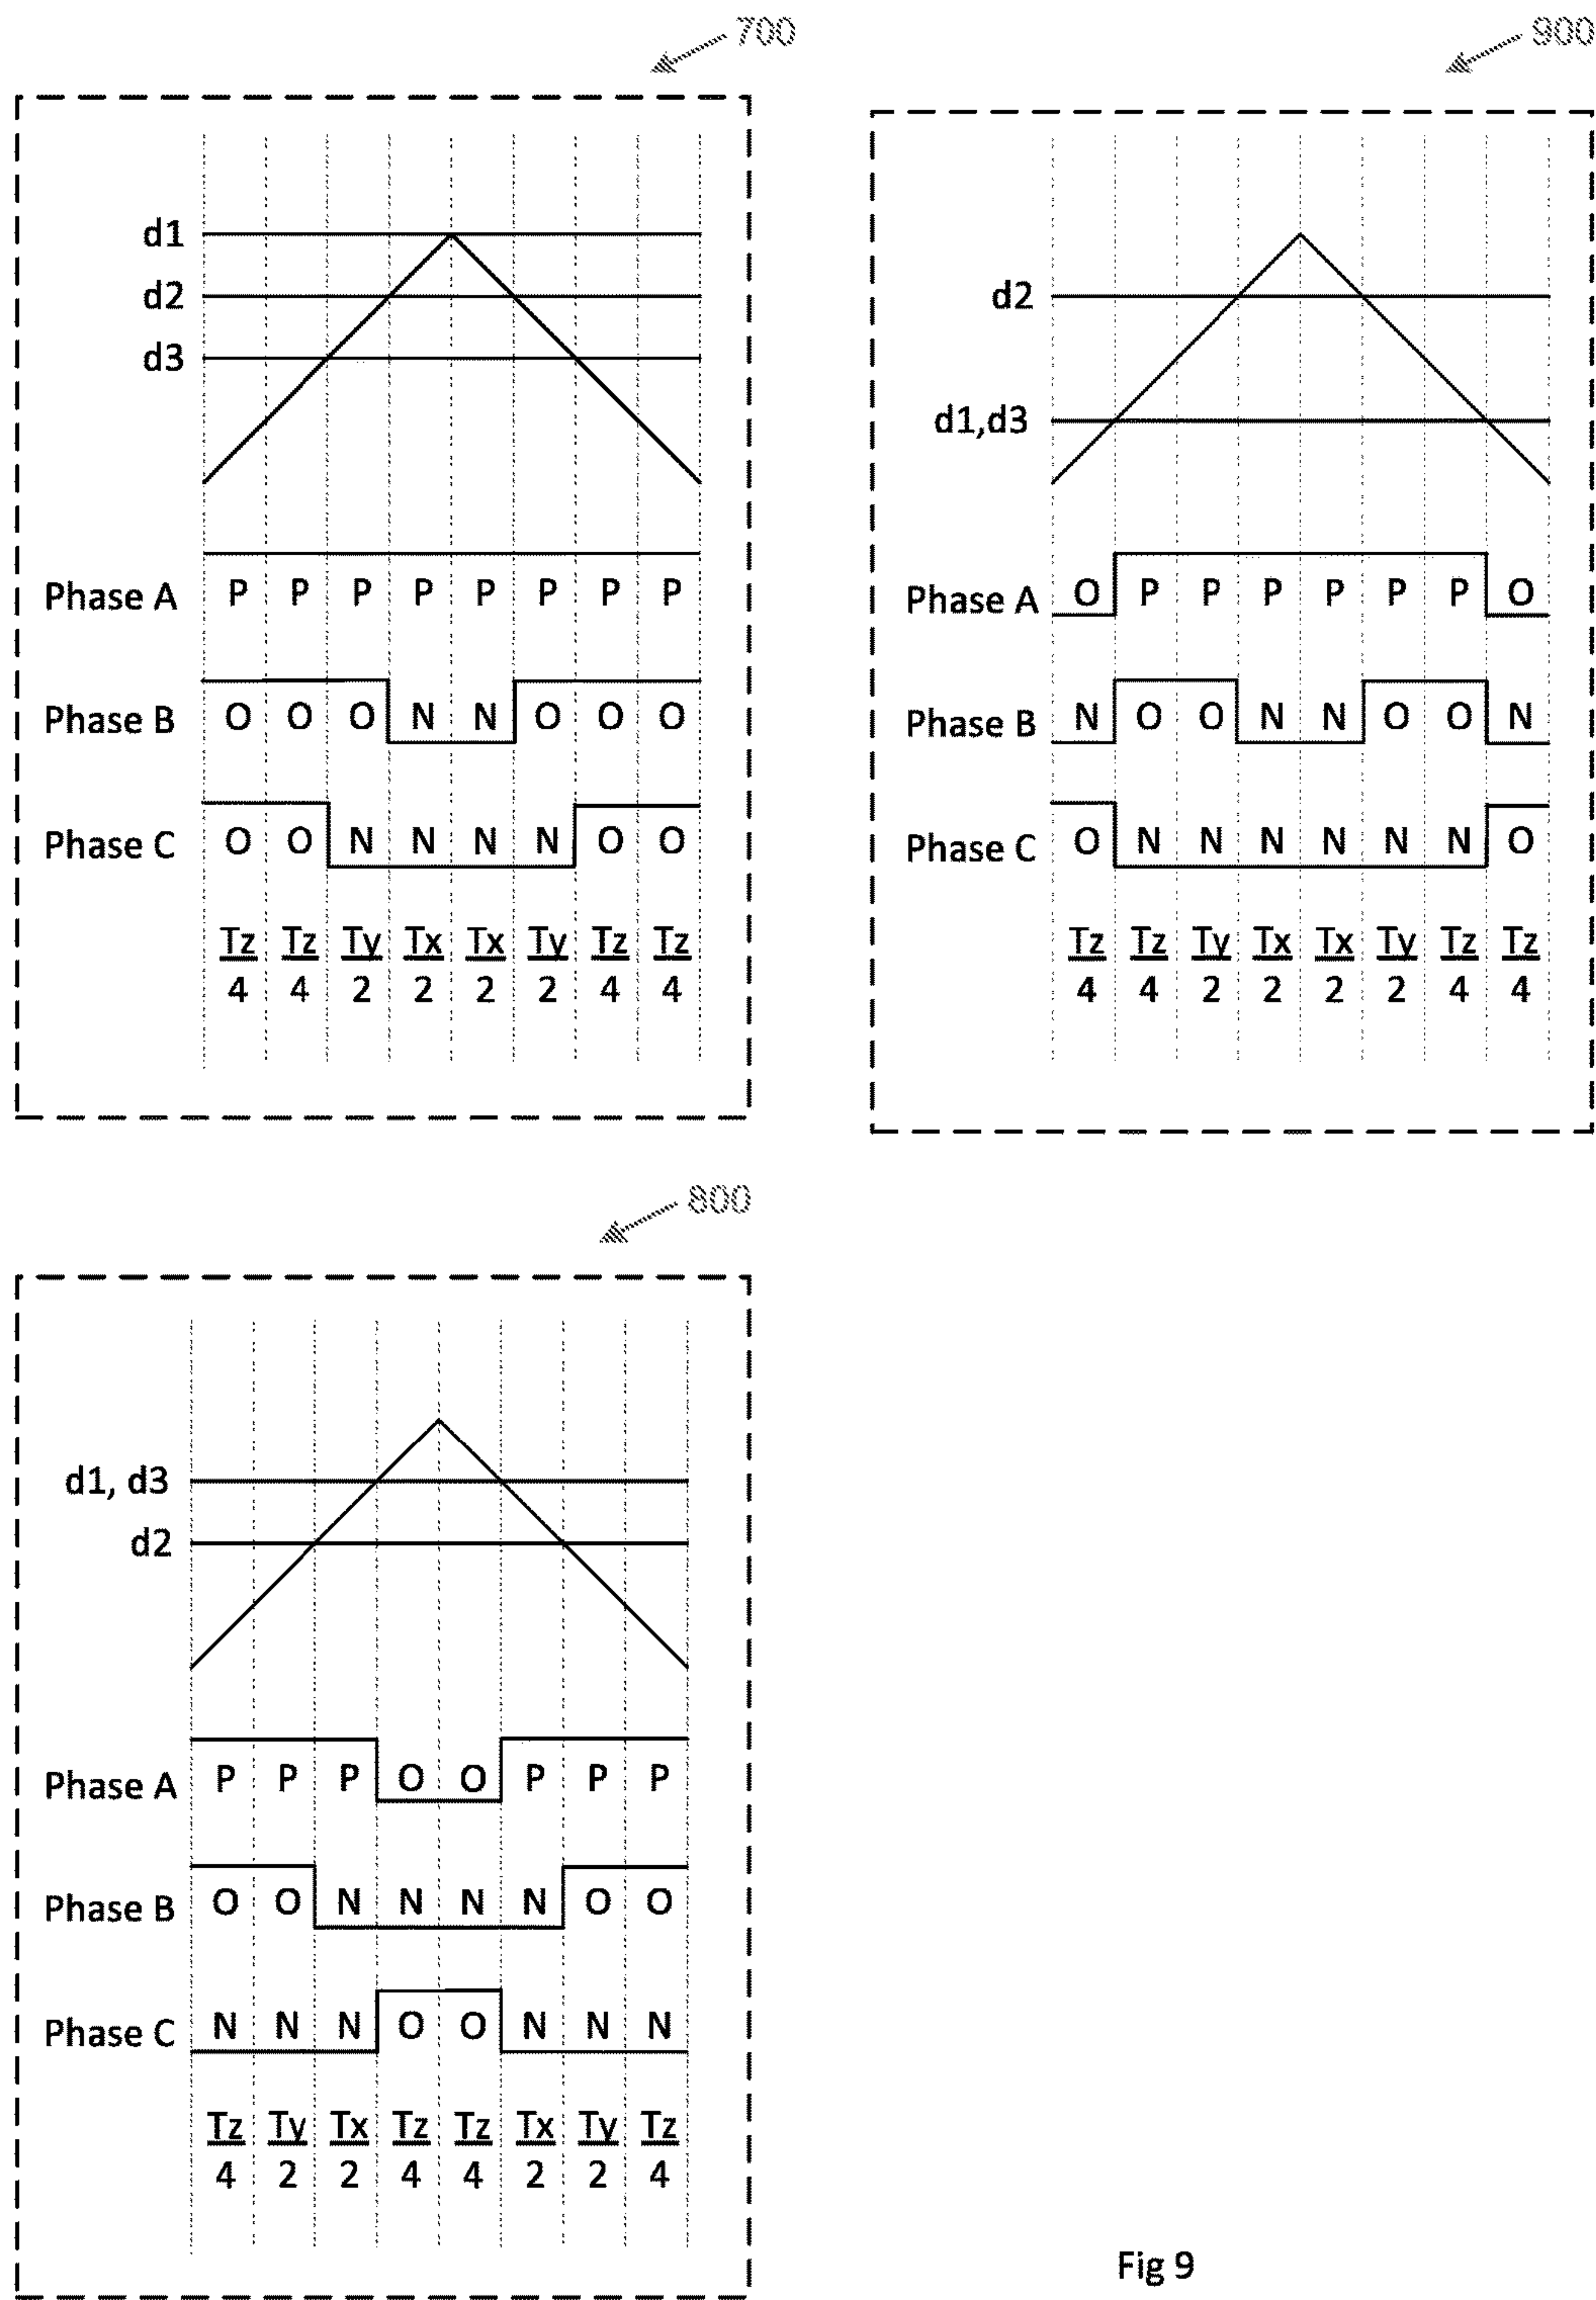 700
d1
d2
d3
Phase A P P P P P P P P
Phase B O O O N N O O O
Phase C O O N N N N O O
Tz Tz Ty Tx Tx Ty Tz Tz
4 4 2 2 2 2 4 4
900
d2
d1,d3
Phase A O P P P P P P O
Phase B N O O N N O O N
Phase C O N N N N N N O
Tz Tz Ty Tx Tx Ty Tz Tz
4 4 2 2 2 2 4 4
800
d1, d3
d2
Phase A P P P O O P P P
Phase B O O N N N N O O
Phase C N N N O O N N N
Tz Ty Tx Tz Tz Tx Ty Tz
4 2 2 4 4 2 2 4
Fig 9